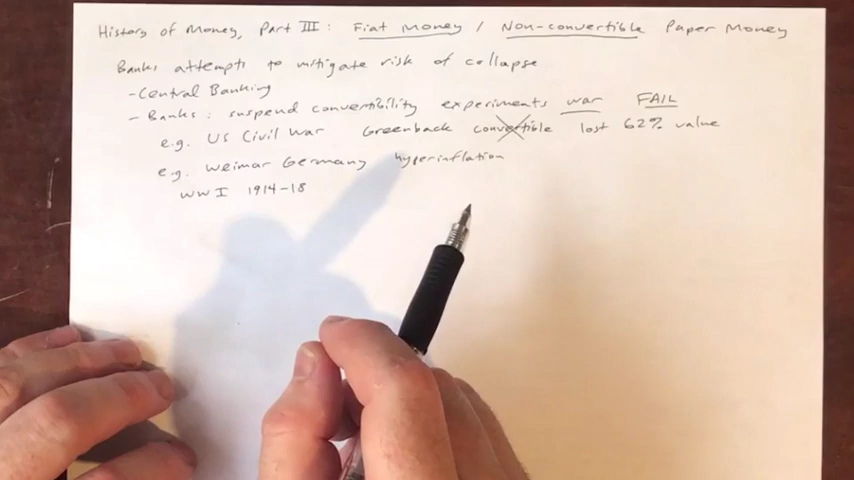 History of Money, Part III: Fiat Money / Non-convertible Paper Money
Banks attempts to mitigate risk of collapse
- Central Banking
- Banks: suspend convertibility experiments war FAIL
e.g. US Civil War Greenback convertible lost 62% value
e.g. Weimar Germany hyperinflation
WWI 1914-18